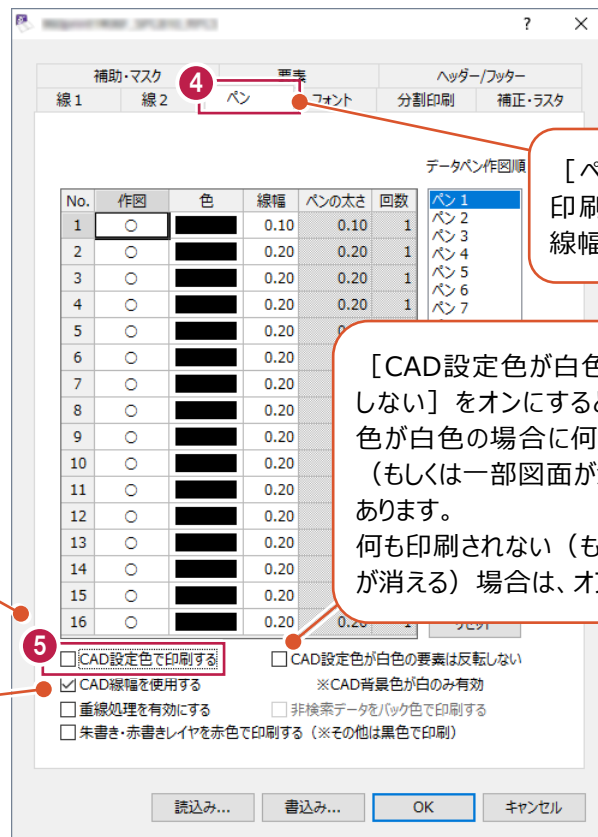 ? ×
補助・マスク 要素 ヘッダー/フッター
4
線1 線2 ペン フォント 分割印刷 補正・ラスタ
データペン作図順
［ペ
印刷
線幅
No. 作図 色 線幅 ペンの太さ 回数
1 ○ 0.10 0.10 1
2 ○ 0.20 0.20 1
3 ○ 0.20 0.20 1
4 ○ 0.20 0.20 1
5 ○ 0.20
6 ○ 0.20
7 ○ 0.20
8 ○ 0.20
9 ○ 0.20
10 ○ 0.20
11 ○ 0.20
12 ○ 0.20
13 ○ 0.20
14 ○ 0.20
15 ○ 0.20
16 ○ 0.20 0.20 1
ペン 1
ペン 2
ペン 3
ペン 4
ペン 5
ペン 6
ペン 7
［CAD設定色が白色
しない］をオンにすると
色が白色の場合に何
（もしくは一部図面が
あります。
何も印刷されない（も
が消える）場合は、オフ
リセット
5
CAD設定色で印刷する CAD設定色が白色の要素は反転しない
CAD線幅を使用する ※CAD背景色が白のみ有効
重線処理を有効にする 非検索データをバック色で印刷する
朱書き・赤書きレイヤを赤色で印刷する（※その他は黒色で印刷）
読込み... 書込み... OK キャンセル